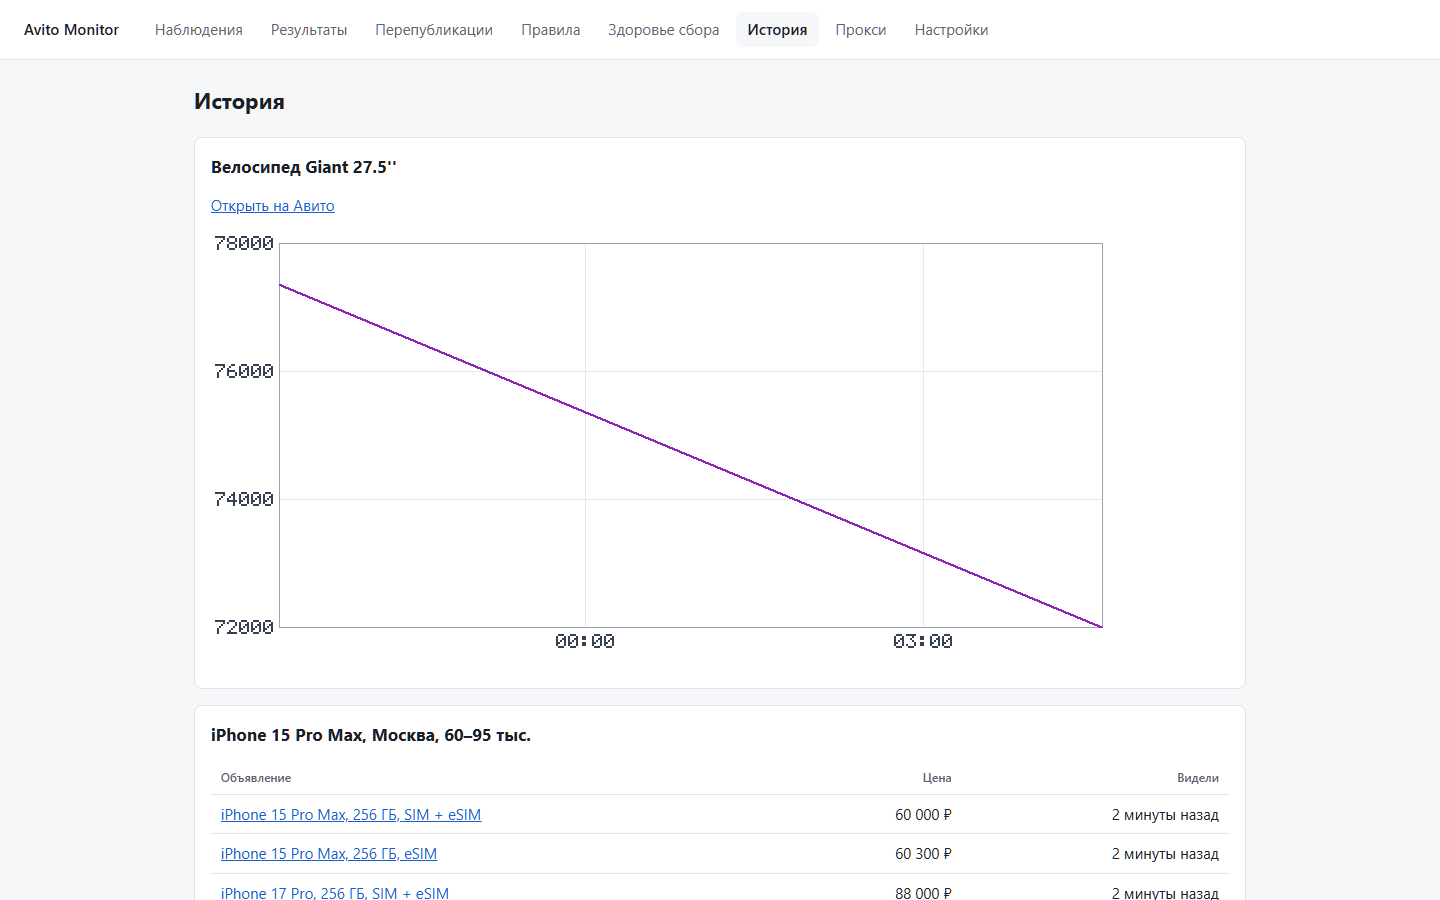 Avito Monitor Наблюдения Результаты Перепубликации Правила Здоровье сбора История Прокси Настройки
История
Велосипед Giant 27.5''
Открыть на Авито
78000
76000
74000
72000
00:00 03:00
iPhone 15 Pro Max, Москва, 60–95 тыс.
Объявление Цена Видели
iPhone 15 Pro Max, 256 ГБ, SIM + eSIM 60 000 ₽ 2 минуты назад
iPhone 15 Pro Max, 256 ГБ, eSIM 60 300 ₽ 2 минуты назад
iPhone 17 Pro, 256 ГБ, SIM + eSIM 88 000 ₽ 2 минуты назад